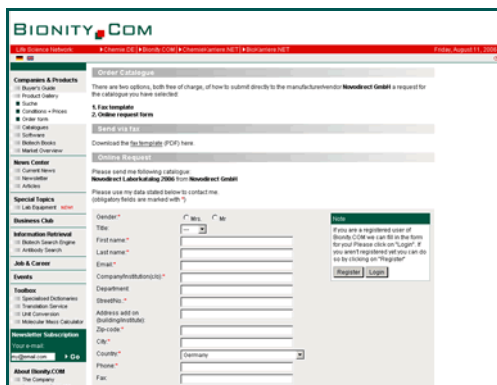 BIONITY.COM
Life Science Network: Chemie.DE | Bionity.COM | ChemieKarriere.NET | BioKarriere.NET Friday, August 11, 2006
Companies & Products
Buyer's Guide
Product Gallery
Suche
Conditions + Prices
Order form
Catalogues
Software
Biotech Books
Market Overview
News Center
Current News
Newsletter
Articles
Special Topics
Lab Equipment NEW!
Business Club
Information Retrieval
Biotech Search Engine
Antibody Search
Job & Career
Events
Toolbox
Specialised Dictionaries
Translation Service
Unit Conversion
Molecular Mass Calculator
Newsletter Subscription
Your e-mail:
my@email.com Go
About Bionity.COM
The Company
Order Catalogue
There are two options, both free of charge, of how to submit directly to the manufacturer/vendor Novodirect GmbH a request for
the catalogue you have selected:
1. Fax template
2. Online request form
Send via fax
Download the fax template (PDF) here.
Online Request
Please send me following catalogue:
Novodirect Laborkatalog 2006 from Novodirect GmbH
Please use my data stated below to contact me.
(obligatory fields are marked with *)
Gender:* Mrs. Mr
Title: ---
First name:*
Last name:*
Email:*
Company/Institution(c/o):*
Department:
Street/No.:*
Address add on
(building/institute):
Zip-code:*
City:*
Country:* Germany
Phone:*
Fax:
Note
If you are a registered user of
Bionity.COM we can fill in the form
for you! Please click on "Login". If
you aren't registered yet you can do
so by clicking on "Register"
Register Login